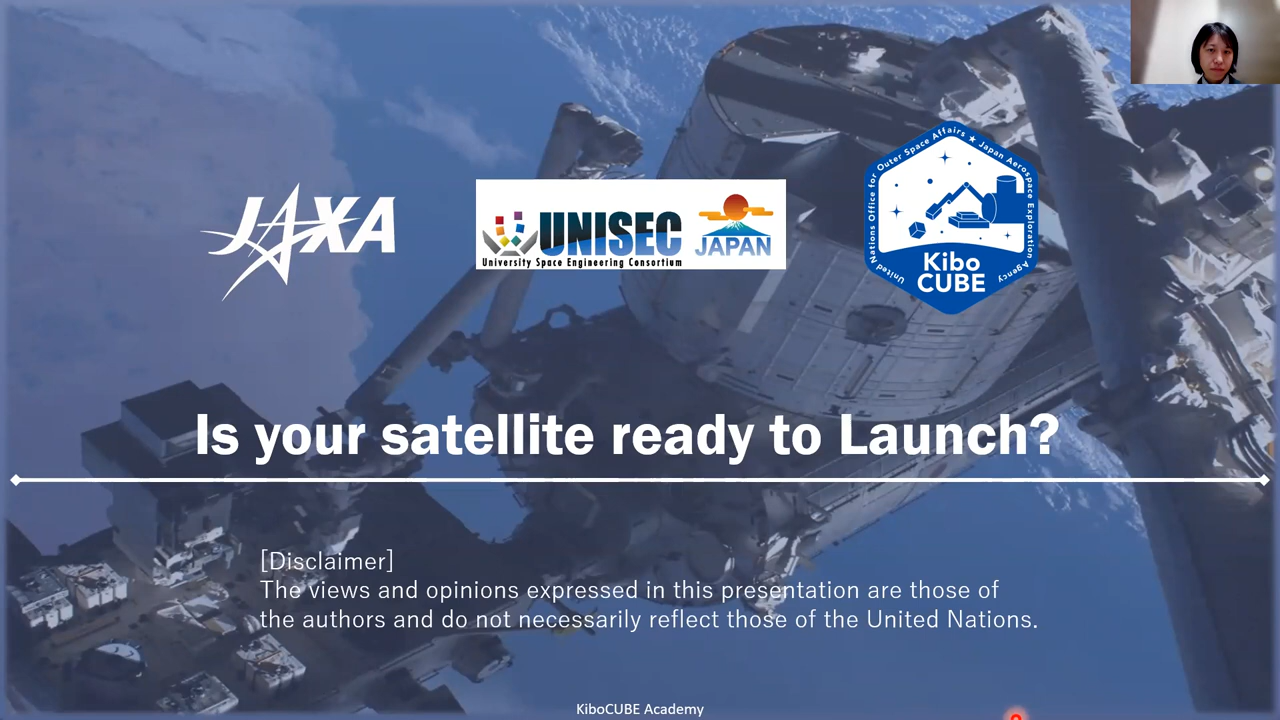 JAXA
UNISEC
University Space Engineering Consortium
JAPAN
United Nations Office for Outer Space Affairs ★ Japan Aerospace Exploration Agency
Kibo
CUBE
Is your satellite ready to Launch?
[Disclaimer]
The views and opinions expressed in this presentation are those of
the authors and do not necessarily reflect those of the United Nations.
KiboCUBE Academy